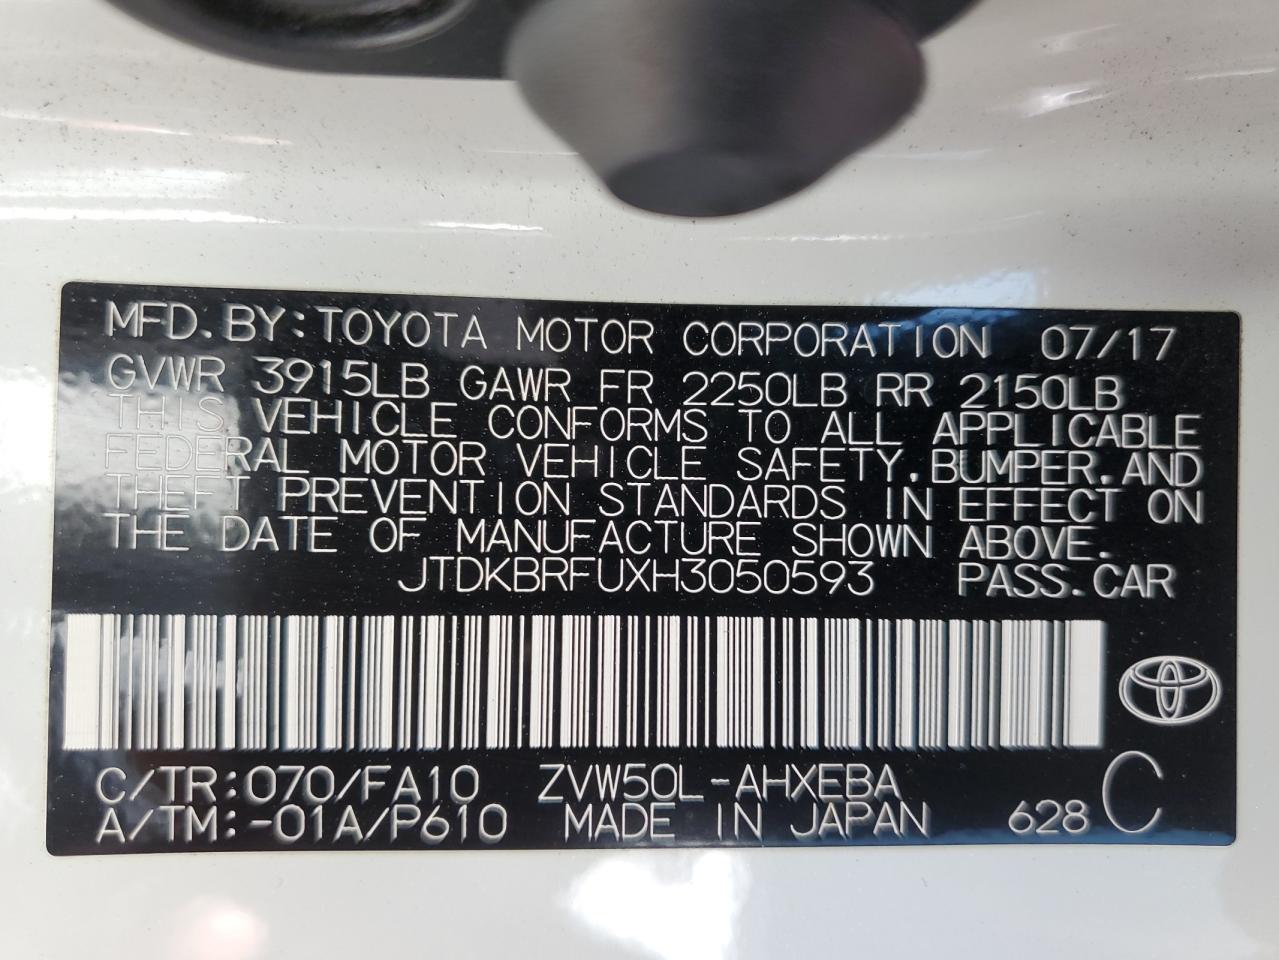 MFD. BY: TOYOTA MOTOR CORPORATION 07/17
GVWR 3915LB GAWR FR 2250LB RR 2150LB
THIS VEHICLE CONFORMS TO ALL APPLICABLE
FEDERAL MOTOR VEHICLE SAFETY, BUMPER, AND
THEFT PREVENTION STANDARDS IN EFFECT ON
THE DATE OF MANUFACTURE SHOWN ABOVE.
JTDKBRFUXH3050593 PASS. CAR
C/TR: 070/FA10 ZVW50L-AHXEBA C
A/TM: -01A/P610 MADE IN JAPAN 628